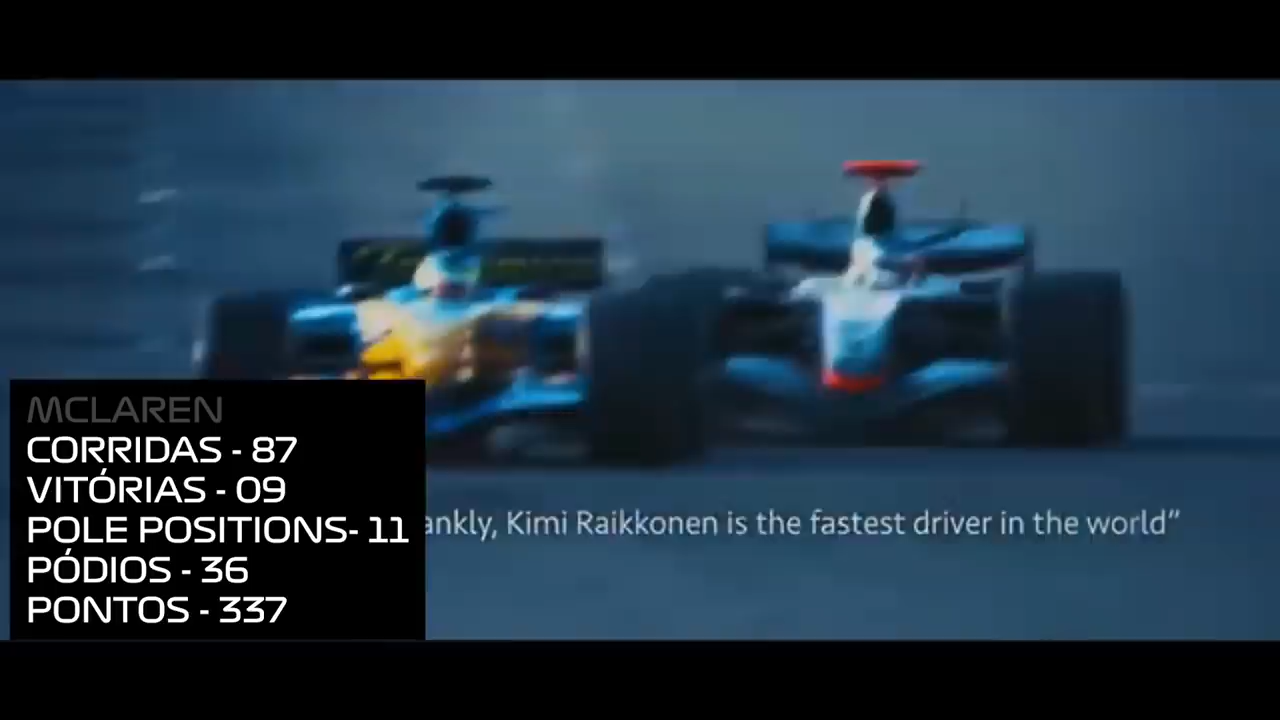 MCLAREN
CORRIDAS - 87
VITÓRIAS - 09
POLE POSITIONS- 11
PÓDIOS - 36
PONTOS - 337
ankly, Kimi Raikkonen is the fastest driver in the world”